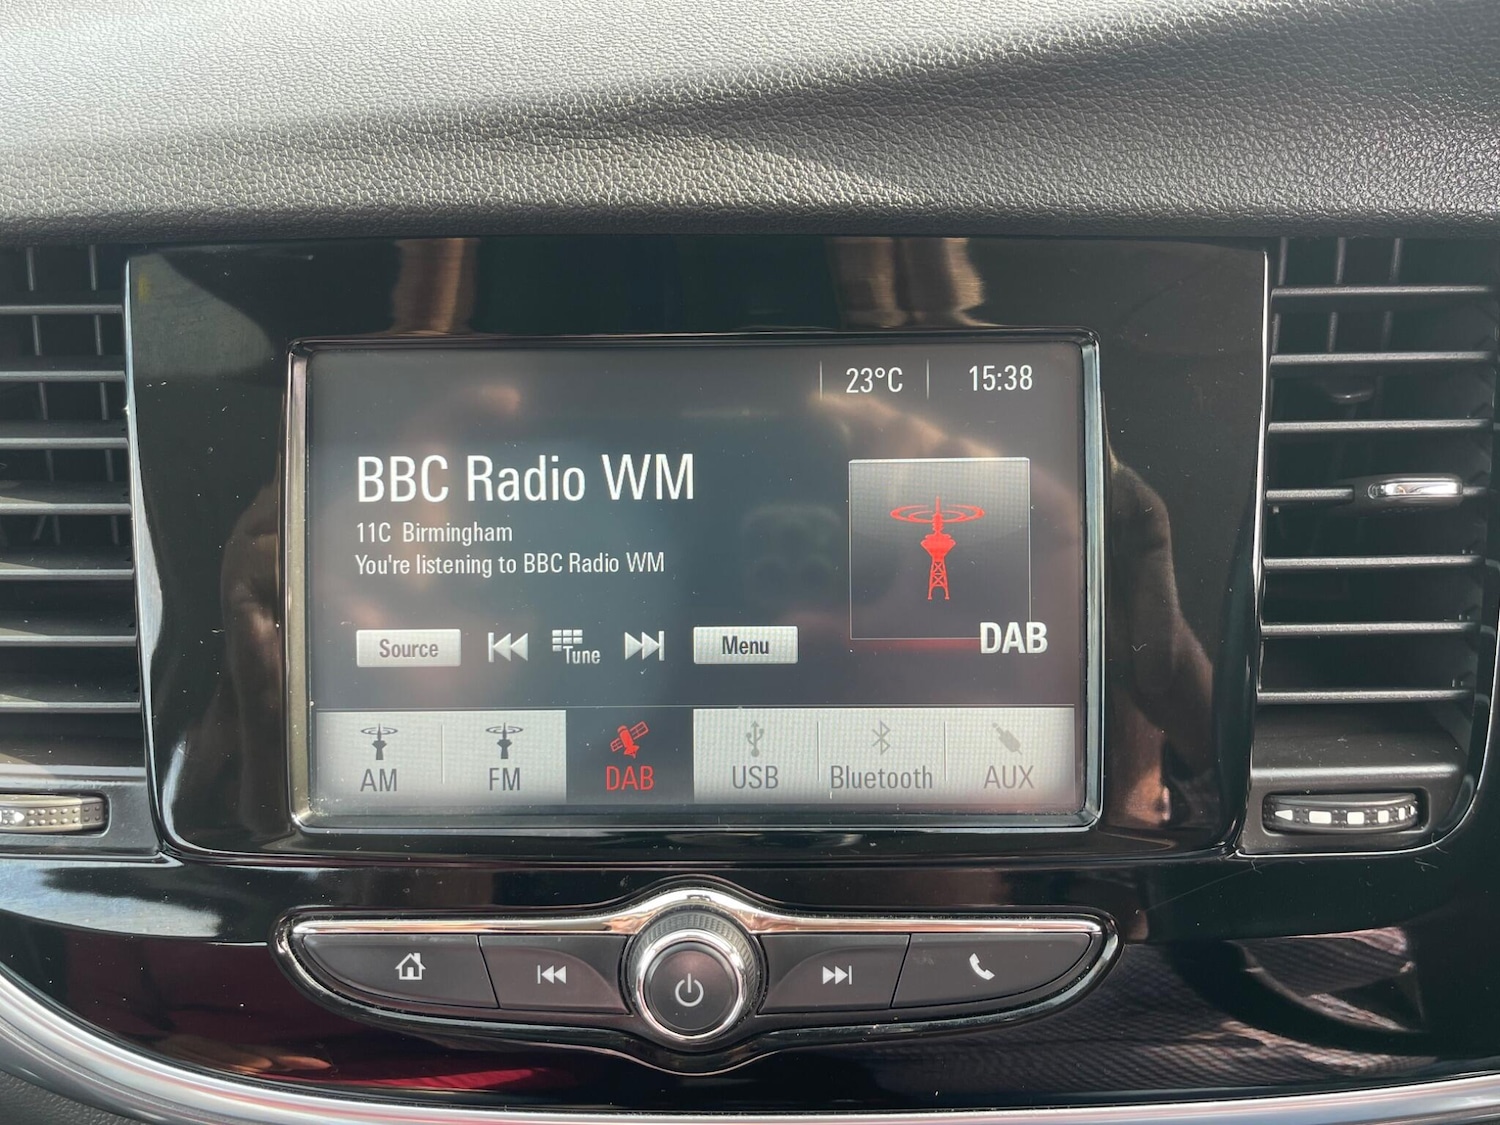 23°C 15:38
BBC Radio WM
11C Birmingham
You're listening to BBC Radio WM
Source Tune Menu
DAB
AM FM DAB USB Bluetooth AUX